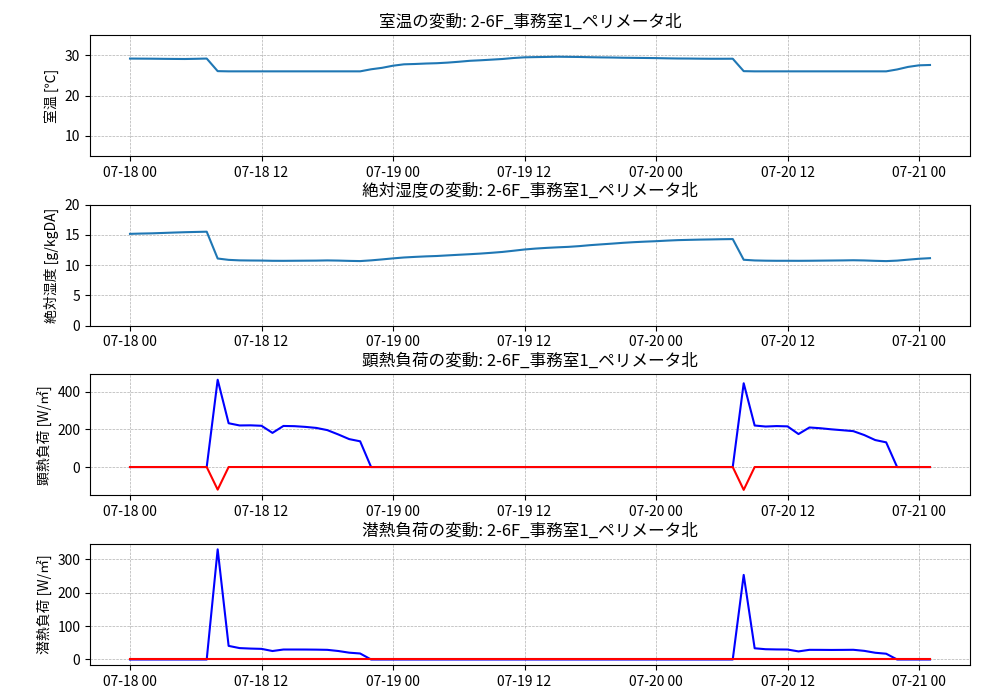 室温の変動: 2-6F_事務室1_ペリメータ北
室温 [℃]
30
20
10
07-18 00 07-18 12 07-19 00 07-19 12 07-20 00 07-20 12 07-21 00
絶対湿度の変動: 2-6F_事務室1_ペリメータ北
絶対湿度 [g/kgDA]
20
15
10
5
0
07-18 00 07-18 12 07-19 00 07-19 12 07-20 00 07-20 12 07-21 00
顕熱負荷の変動: 2-6F_事務室1_ペリメータ北
顕熱負荷 [W/㎡]
400
200
0
07-18 00 07-18 12 07-19 00 07-19 12 07-20 00 07-20 12 07-21 00
潜熱負荷の変動: 2-6F_事務室1_ペリメータ北
潜熱負荷 [W/㎡]
300
200
100
0
07-18 00 07-18 12 07-19 00 07-19 12 07-20 00 07-20 12 07-21 00